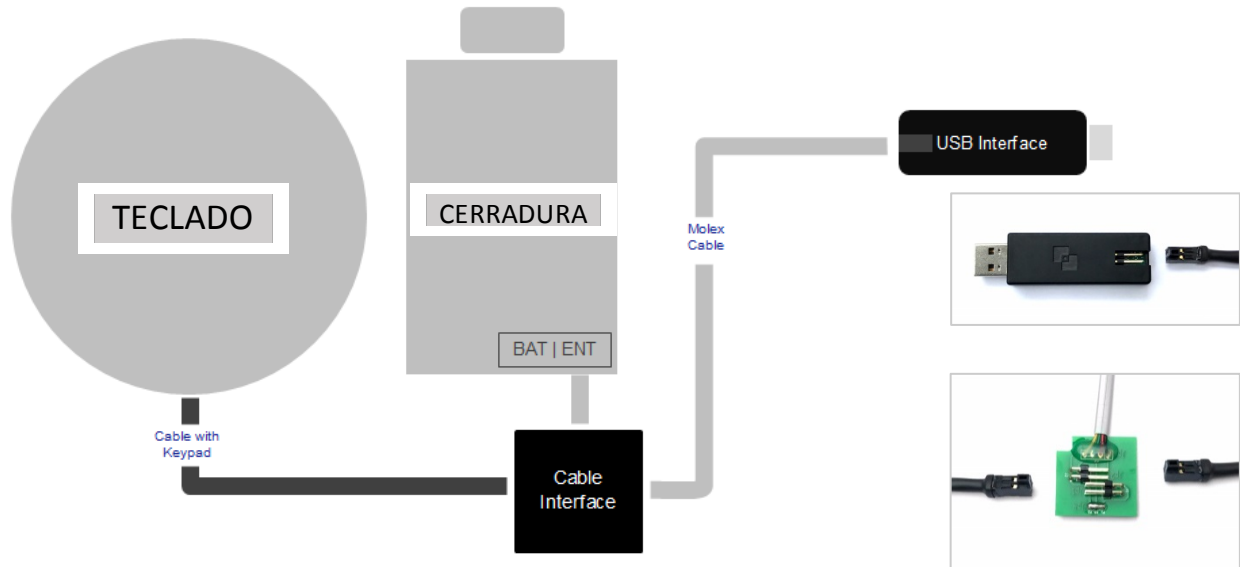 TECLADO
CERRADURA
USB Interface
Molex
Cable
BAT | ENT
Cable with
Keypad
Cable
Interface